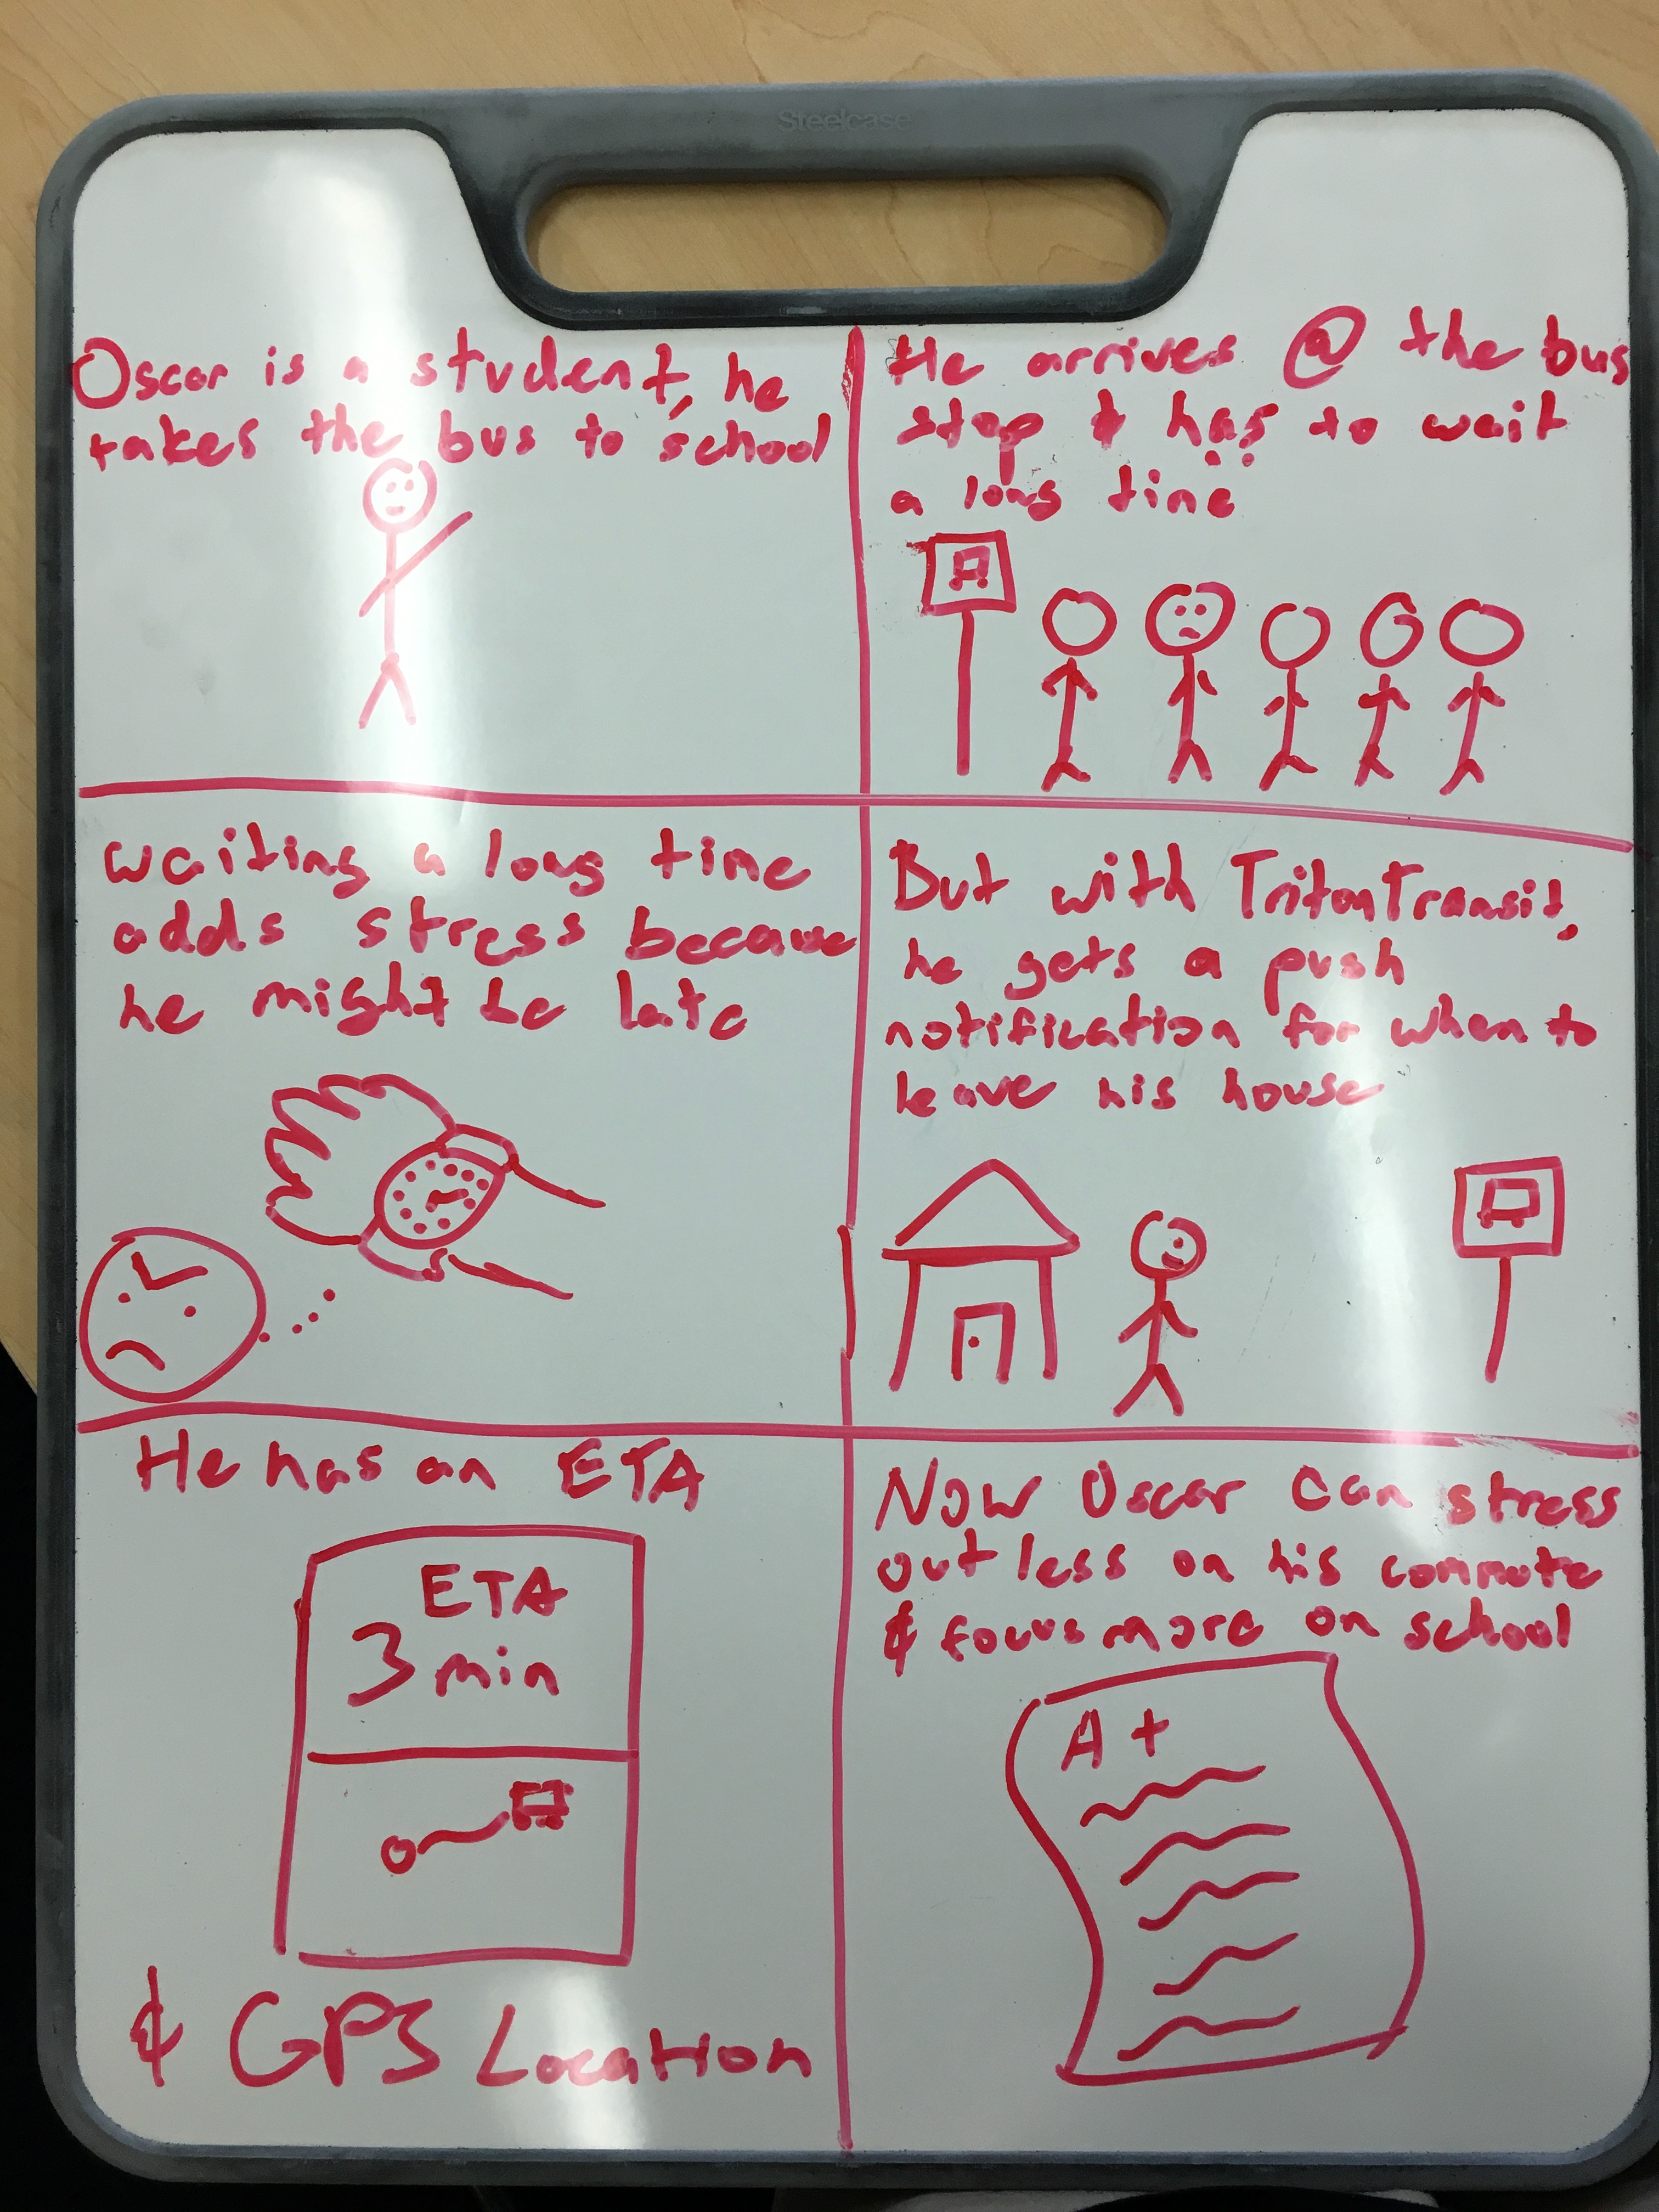 Steelcase
Oscar is a student, he
takes the bus to school
He arrives @ the bus
stop & has to wait
a long time
waiting a long time
adds stress because
he might be late
But with TritonTransit,
he gets a push
notification for when to
leave his house
He has an ETA
ETA
3 min
& GPS Location
Now Oscar can stress
out less on his commute
& focus more on school
A+